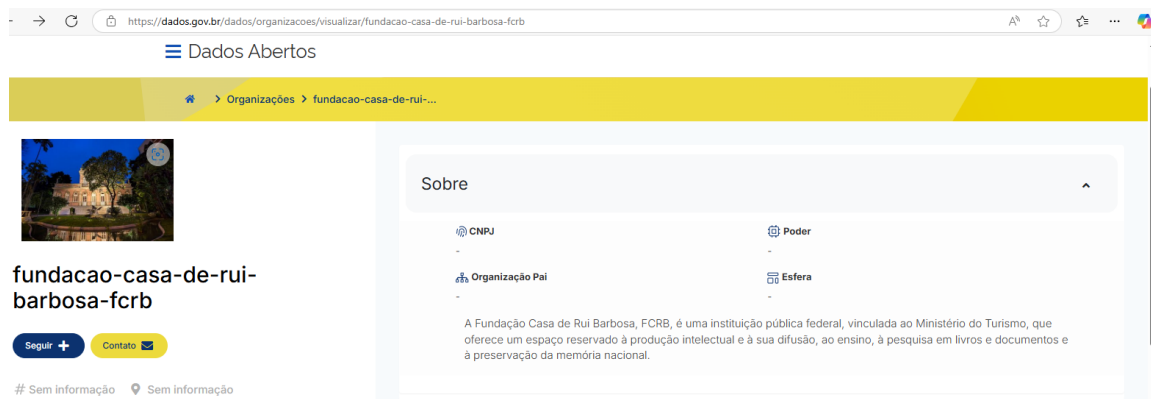 https://dados.gov.br/dados/organizacoes/visualizar/fundacao-casa-de-rui-barbosa-fcrb
Dados Abertos
Organizações > fundacao-casa-de-rui-...
Sobre
CNPJ
-
Poder
-
Organização Pai
-
Esfera
-
A Fundação Casa de Rui Barbosa, FCRB, é uma instituição pública federal, vinculada ao Ministério do Turismo, que
oferece um espaço reservado à produção intelectual e à sua difusão, ao ensino, à pesquisa em livros e documentos e
à preservação da memória nacional.
fundacao-casa-de-rui-
barbosa-fcrb
Seguir +
Contato
# Sem informação
Sem informação